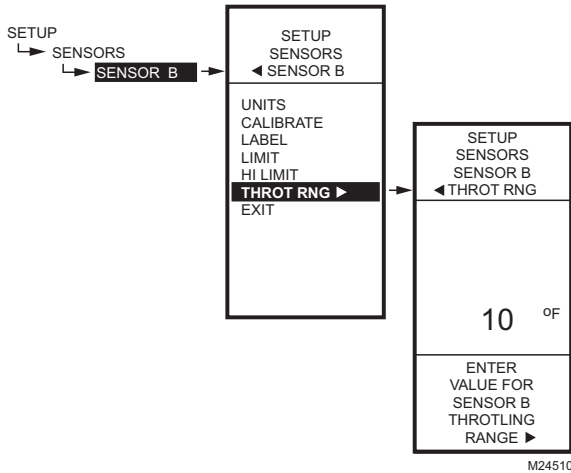 SETUP
SENSORS
SENSOR B
SETUP
SENSORS
◄ SENSOR B
UNITS
CALIBRATE
LABEL
LIMIT
HI LIMIT
THROT RNG ►
EXIT
SETUP
SENSORS
SENSOR B
◄ THROT RNG
10 ºF
ENTER
VALUE FOR
SENSOR B
THROTLING
RANGE ►
M24510